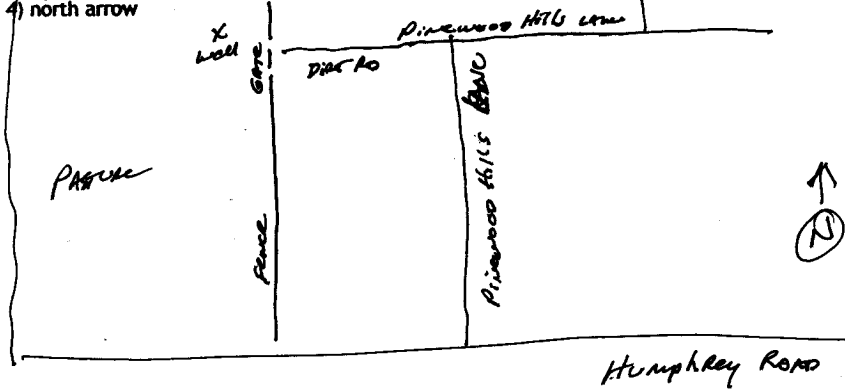 4) north arrow
X
Well
GATE
DIRT RD
PINEWOOD Hills LANE
PASTURE
FENCE
PINEWOOD Hills
N
Humphrey ROAD